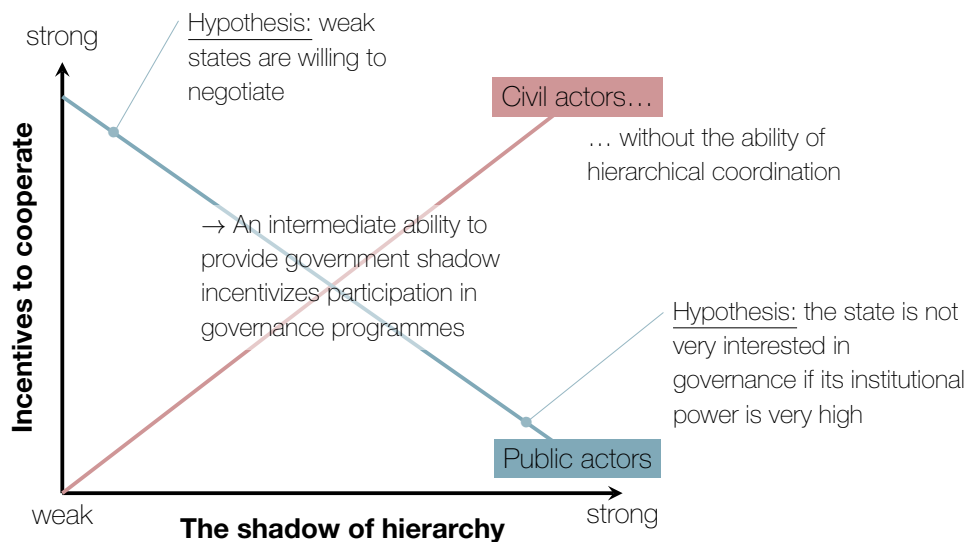 strong
Incentives to cooperate
Hypothesis: weak
states are willing to
negotiate
Civil actors…
… without the ability of
hierarchical coordination
→ An intermediate ability to
provide government shadow
incentivizes participation in
governance programmes
Hypothesis: the state is not
very interested in
governance if its institutional
power is very high
Public actors
weak
The shadow of hierarchy
strong